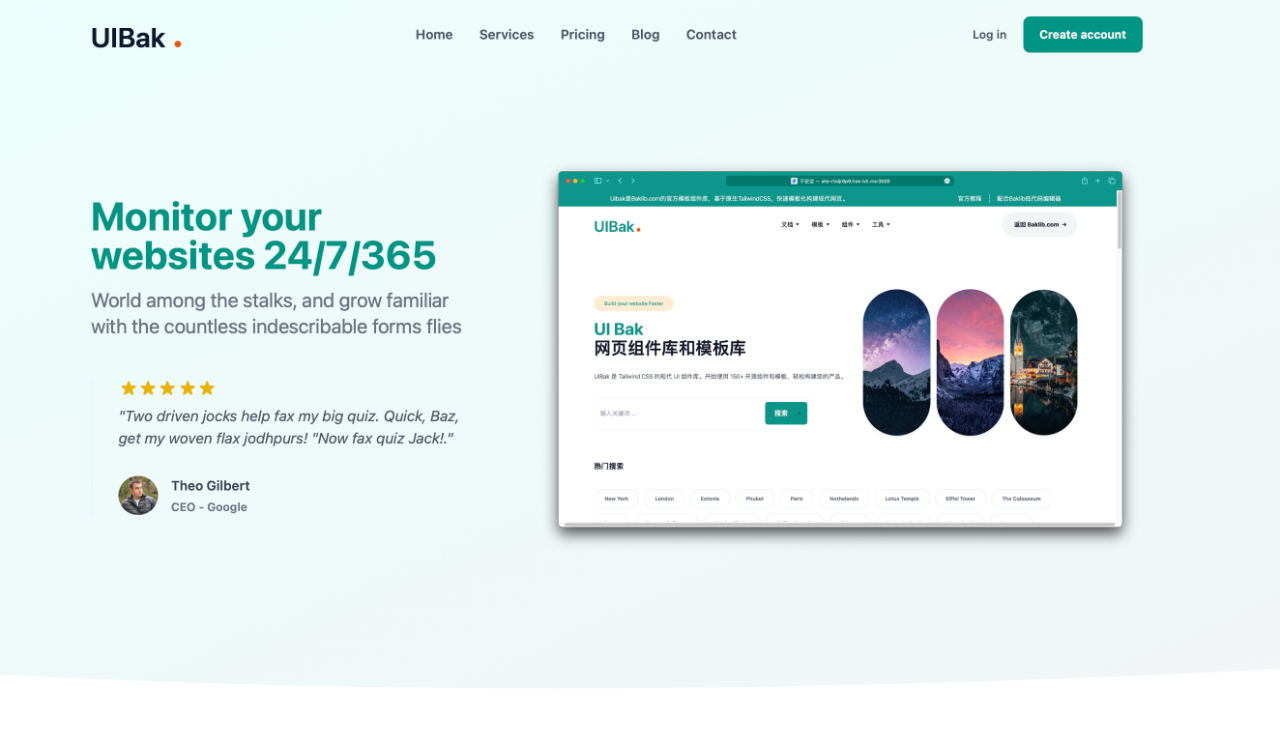 UIBak .
Home Services Pricing Blog Contact
Log in
Create account
Monitor your
websites 24/7/365
World among the stalks, and grow familiar
with the countless indescribable forms flies
"Two driven jocks help fax my big quiz. Quick, Baz,
get my woven flax jodhpurs! "Now fax quiz Jack!."
Theo Gilbert
CEO - Google
UIbak是Baklib.com的官方模板组件库，基于原生TailwindCSS，快速模板化构建现代网页。
官方教程 配合Baklib低代码编辑器
UIBak.
文档 模板 组件 工具
返回 Baklib.com →
Build your website faster
UI Bak
网页组件库和模板库
UIBak 是 Tailwind CSS 的现代 UI 组件库。开始使用 150+ 开源组件和模板，轻松构建您的产品。
输入关键词 ...
搜索
热门搜索
New York London Estonia Phuket Paris Netherlands Lotus Temple Eiffel Tower The Colosseum